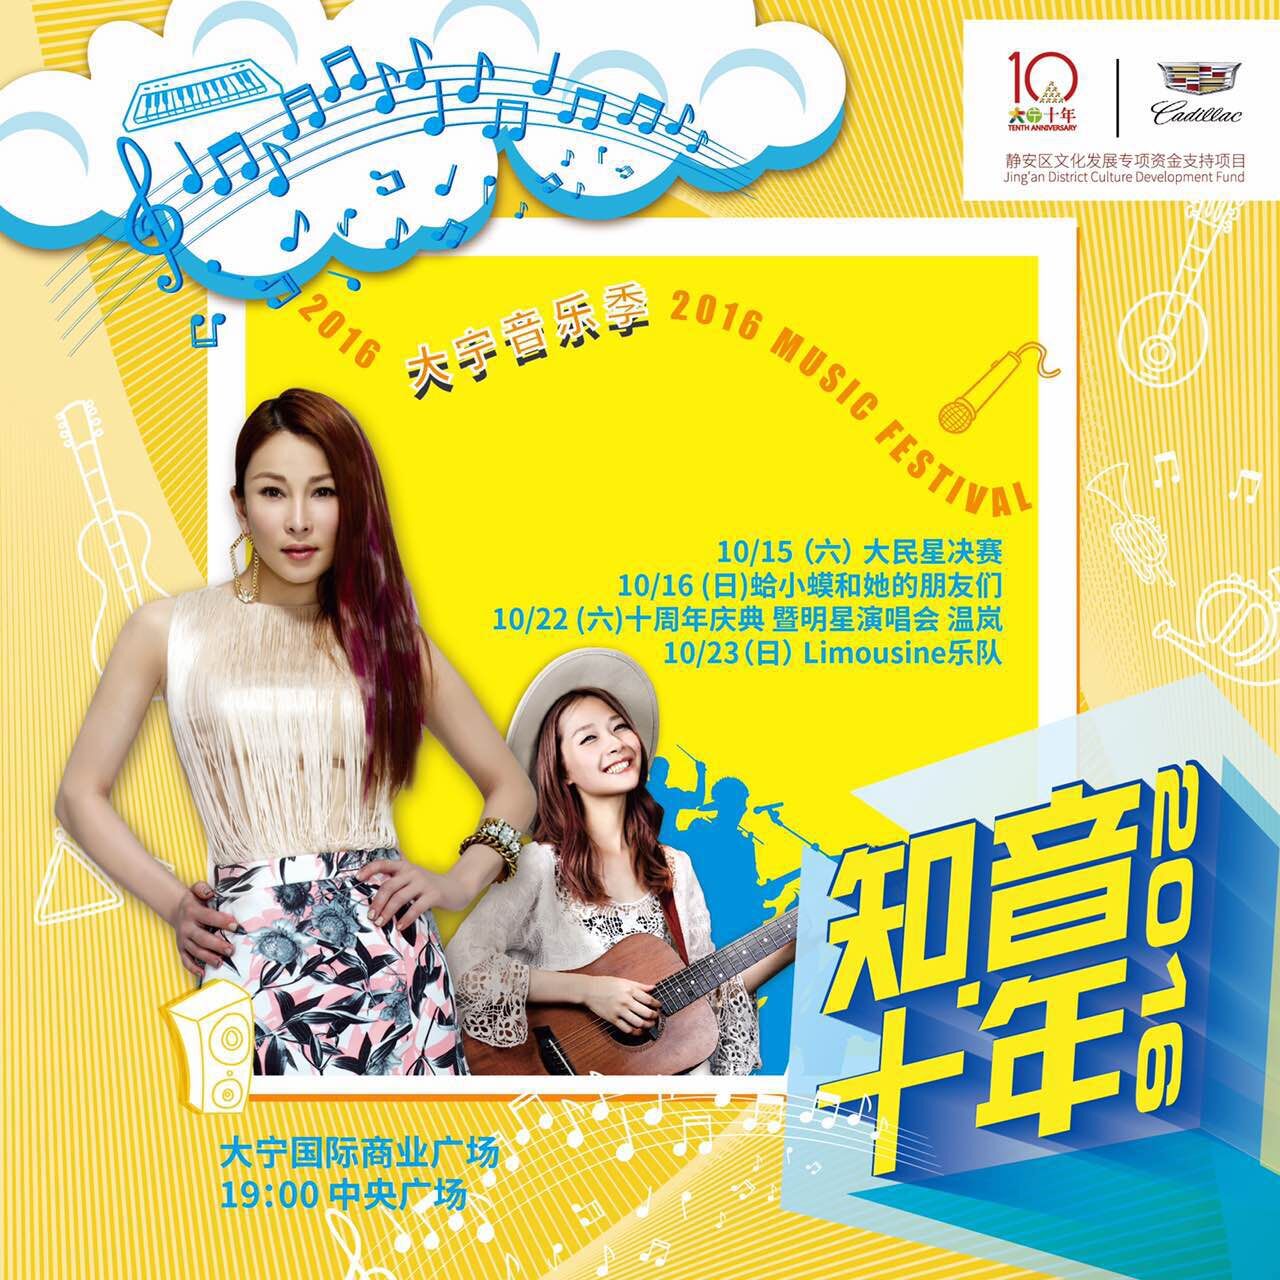 10 大宁十年
TENTH ANNIVERSARY
Cadillac
静安区文化发展专项资金支持项目
Jing'an District Culture Development Fund
2016 大宁音乐季 2016 MUSIC FESTIVAL
10/15（六） 大民星决赛
10/16 (日)蛤小蟆和她的朋友们
10/22 (六)十周年庆典 暨明星演唱会 温岚
10/23（日） Limousine乐队
知音
十年
2016
大宁国际商业广场
19:00 中央广场